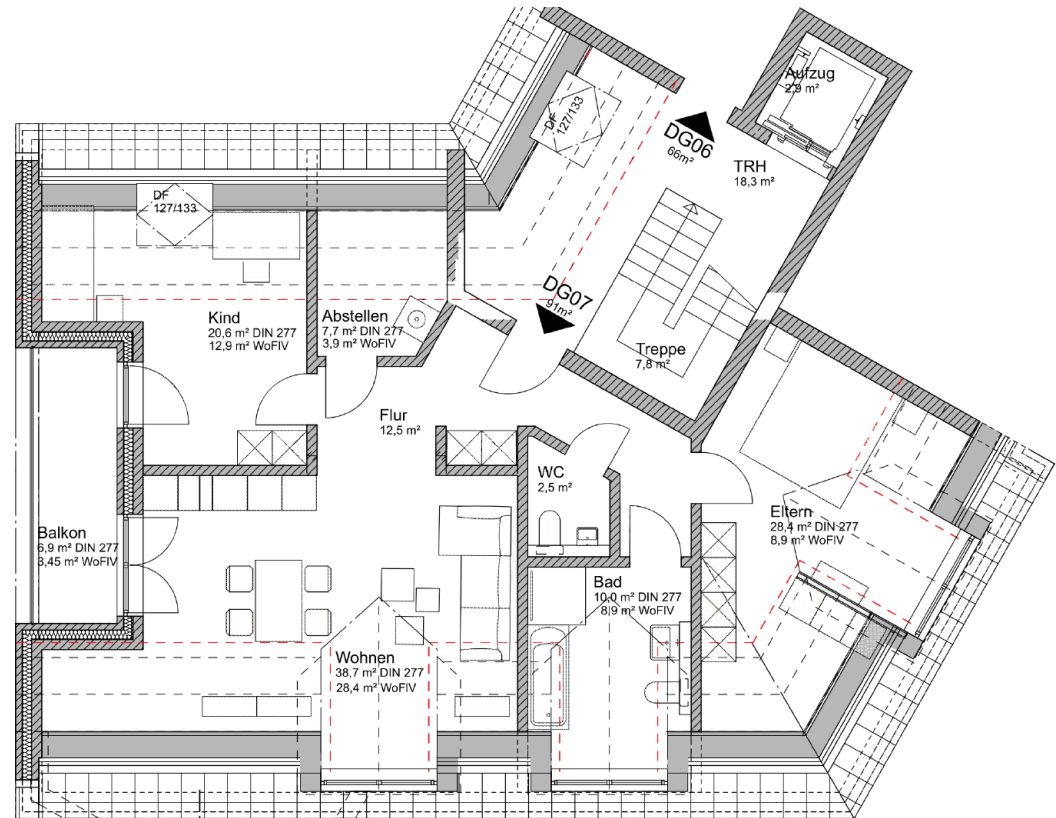 Aufzug
2,9 m²
DF
127/133
DG06
66m²
TRH
18,3 m²
DF
127/133
DG07
91m²
Kind
20,6 m² DIN 277
12,9 m² WoFlV
Abstellen
7,7 m² DIN 277
3,9 m² WoFlV
Treppe
7,8 m²
Flur
12,5 m²
WC
2,5 m²
Balkon
6,9 m² DIN 277
3,45 m² WoFlV
Eltern
28,4 m² DIN 277
8,9 m² WoFlV
Bad
10,0 m² DIN 277
8,9 m² WoFlV
Wohnen
38,7 m² DIN 277
28,4 m² WoFlV